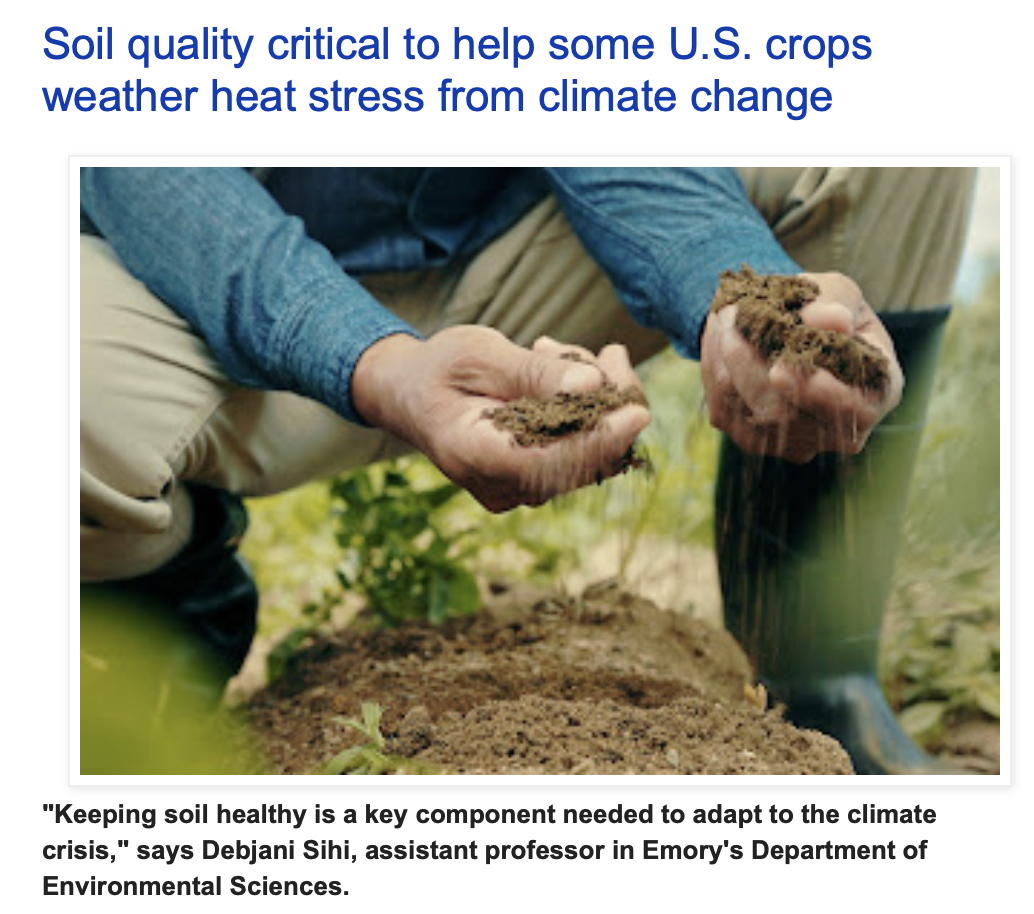 Soil quality critical to help some U.S. crops
weather heat stress from climate change
"Keeping soil healthy is a key component needed to adapt to the climate
crisis," says Debjani Sihi, assistant professor in Emory's Department of
Environmental Sciences.